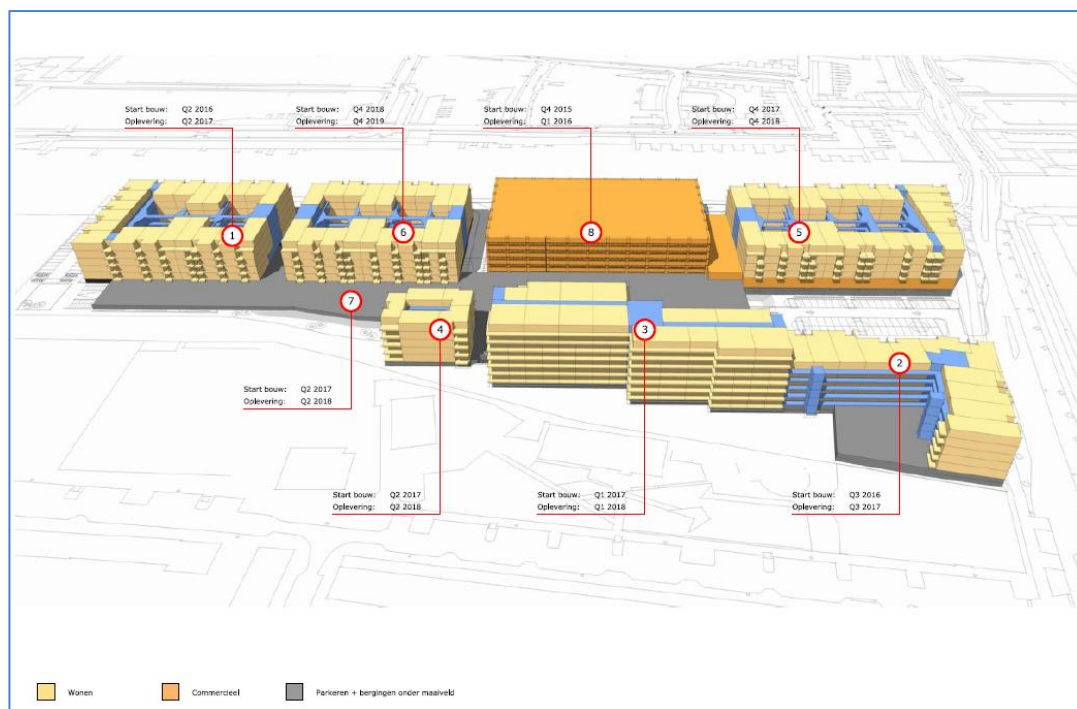 Start bouw: Q2 2016
Oplevering: Q2 2017
Start bouw: Q4 2018
Oplevering: Q4 2019
Start bouw: Q4 2015
Oplevering: Q1 2016
Start bouw: Q4 2017
Oplevering: Q4 2018
1
6
8
5
7
4
3
2
Start bouw: Q2 2017
Oplevering: Q2 2018
Start bouw: Q2 2017
Oplevering: Q2 2018
Start bouw: Q1 2017
Oplevering: Q1 2018
Start bouw: Q3 2016
Oplevering: Q3 2017
Wonen
Commercieel
Parkeren + bergingen onder maaiveld